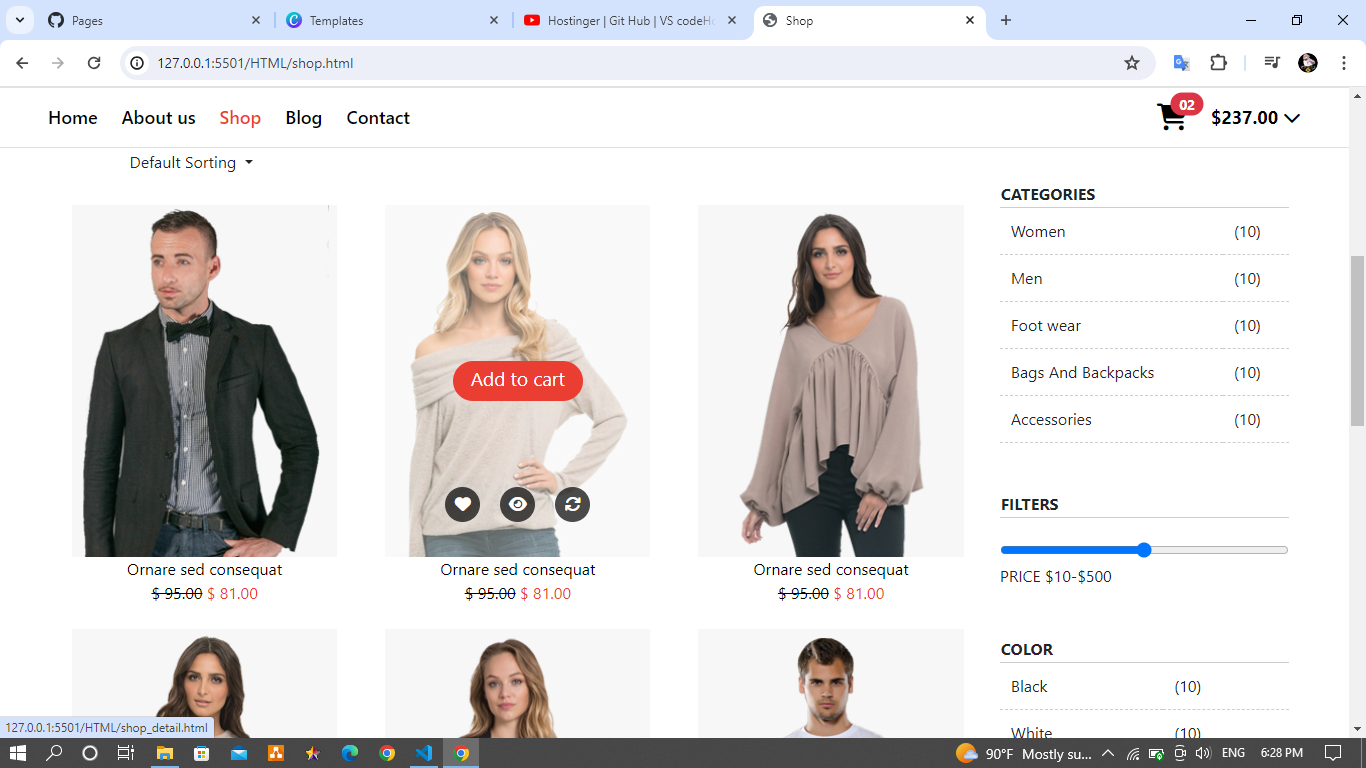 Pages
Templates
Hostinger | Git Hub | VS codeHo
Shop
127.0.0.1:5501/HTML/shop.html
Home About us Shop Blog Contact
02
$237.00
Default Sorting
Add to cart
Ornare sed consequat
$ 95.00 $ 81.00
Ornare sed consequat
$ 95.00 $ 81.00
Ornare sed consequat
$ 95.00 $ 81.00
CATEGORIES
Women (10)
Men (10)
Foot wear (10)
Bags And Backpacks (10)
Accessories (10)
FILTERS
PRICE $10-$500
COLOR
Black (10)
White (10)
127.0.0.1:5501/HTML/shop_detail.html
90°F Mostly su... ENG 6:28 PM